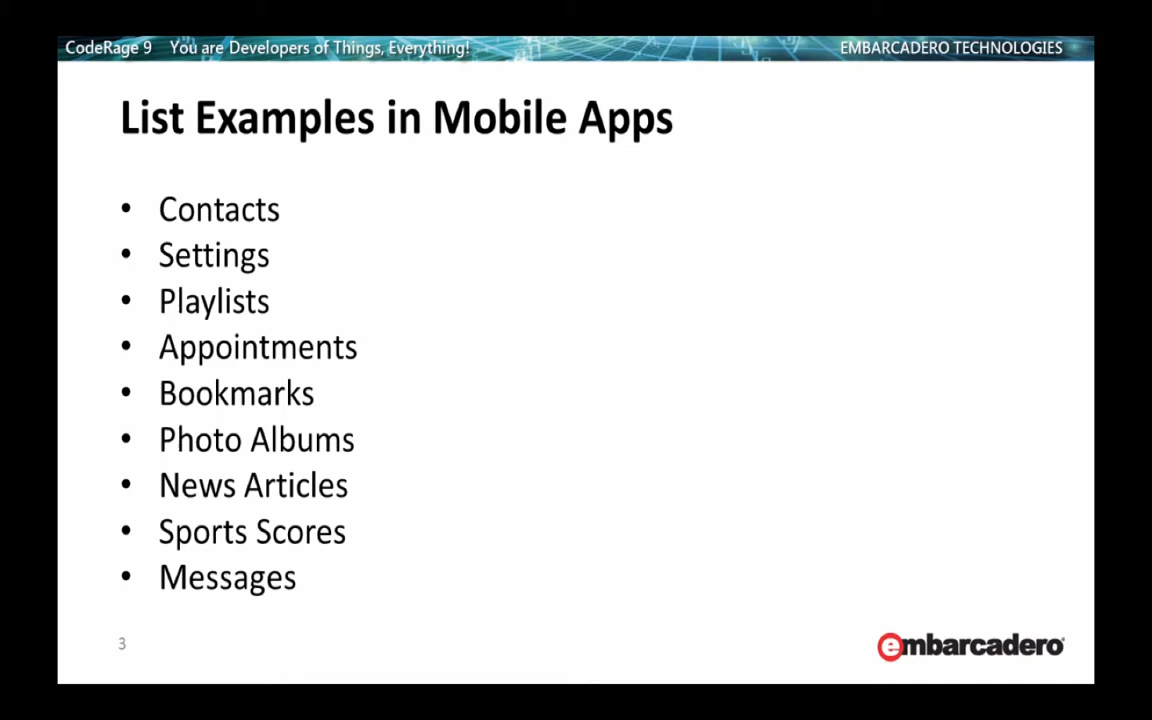 CodeRage 9 You are Developers of Things, Everything! EMBARCADERO TECHNOLOGIES
List Examples in Mobile Apps
• Contacts
• Settings
• Playlists
• Appointments
• Bookmarks
• Photo Albums
• News Articles
• Sports Scores
• Messages
3 embarcadero